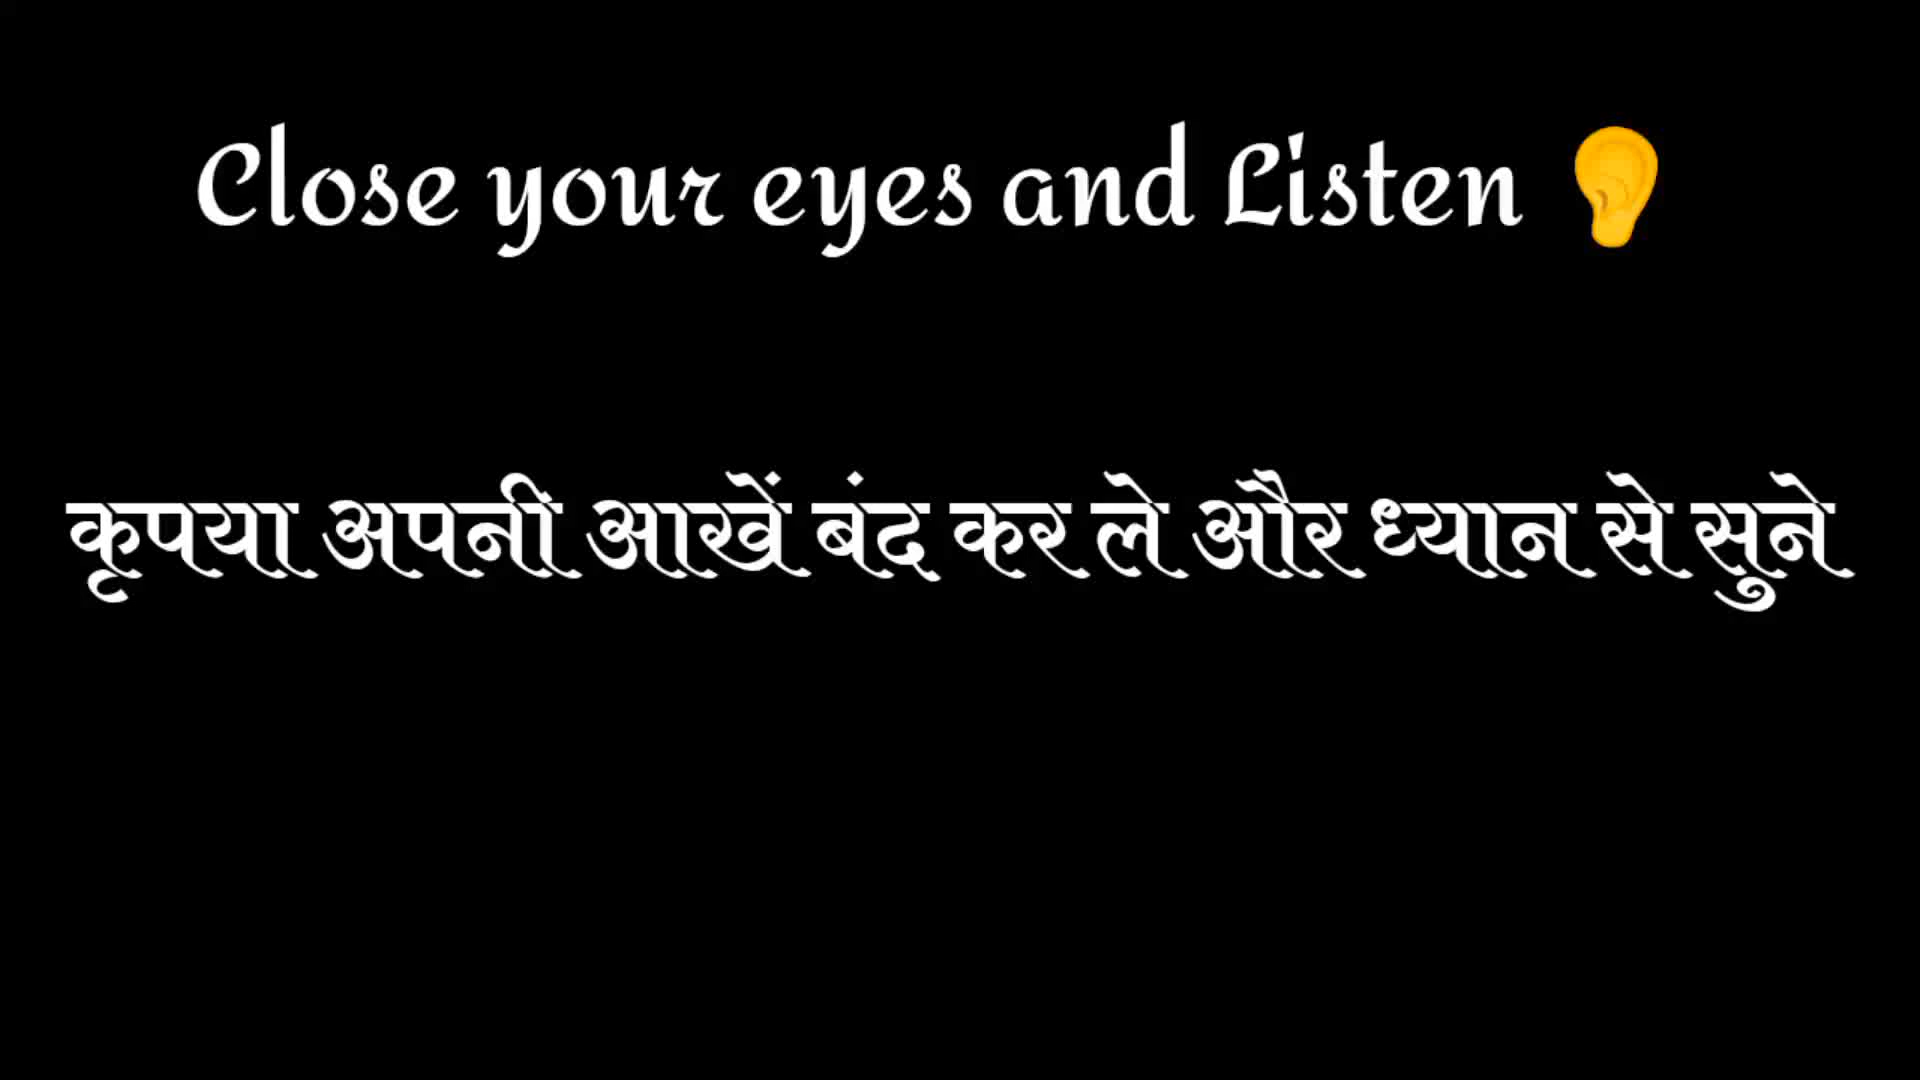 Close your eyes and Listen 👂
कृपया अपनी आखें बंद कर ले और ध्यान से सुने